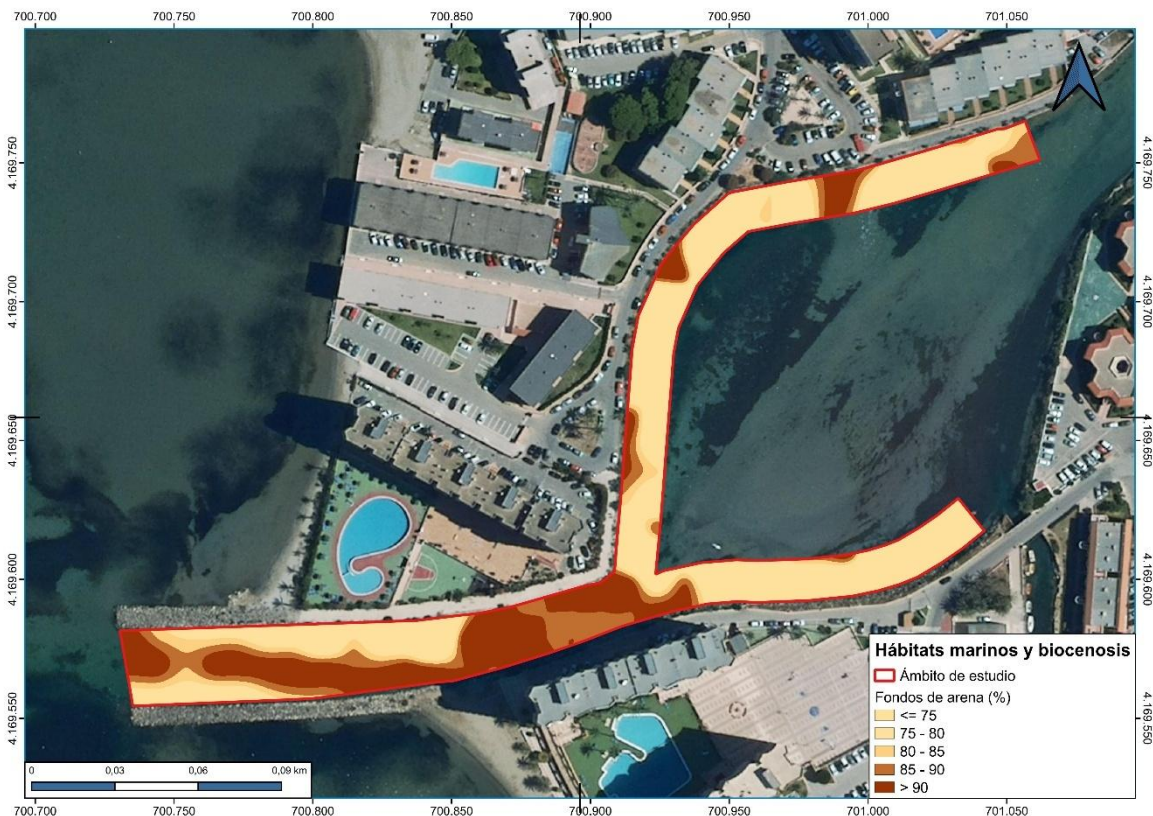 700.700 700.750 700.800 700.850 700.900 700.950 701.000 701.050
4.169.750 4.169.750
4.169.700 4.169.700
4.169.650 4.169.650
4.169.600 4.169.600
4.169.550 4.169.550
Hábitats marinos y biocenosis
Ámbito de estudio
Fondos de arena (%)
<= 75
75 - 80
80 - 85
85 - 90
> 90
0 0,03 0,06 0,09 km
700.700 700.750 700.800 700.850 700.900 700.950 701.000 701.050